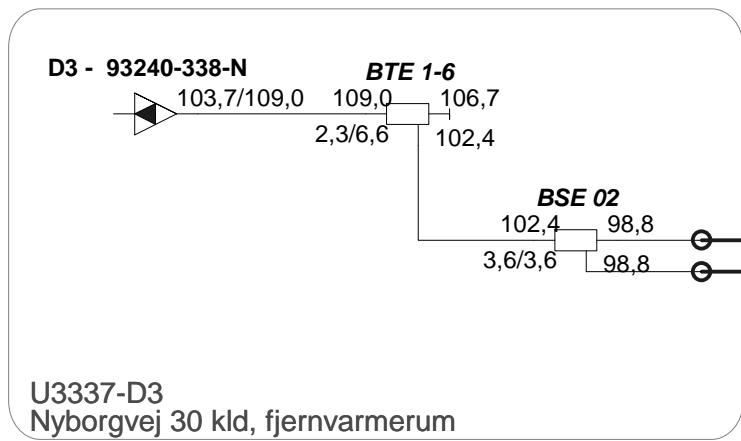 D3 - 93240-338-N
BTE 1-6
103,7/109,0
109,0
106,7
2,3/6,6
102,4
BSE 02
102,4
98,8
3,6/3,6
98,8
U3337-D3
Nyborgvej 30 kld, fjernvarmerum